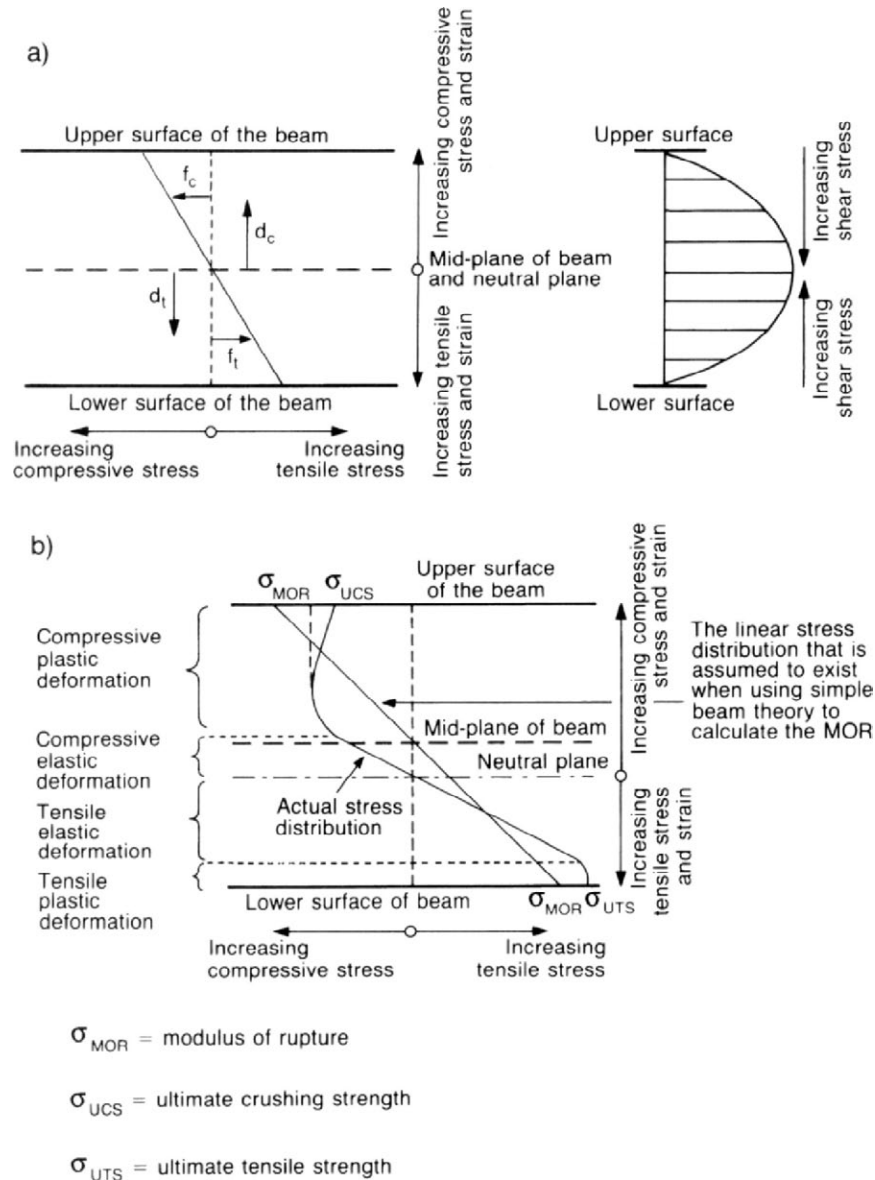 a)
Upper surface of the beam
f_c
d_c
d_t
f_t
Lower surface of the beam
Increasing
compressive stress
Increasing
tensile stress
Increasing compressive
stress and strain
Mid-plane of beam
and neutral plane
Increasing tensile
stress and strain
Upper surface
Increasing
shear stress
Increasing
shear stress
Lower surface
b)
σ_MOR
σ_UCS
Upper surface
of the beam
Compressive
plastic
deformation
Compressive
elastic
deformation
Tensile
elastic
deformation
Tensile
plastic
deformation
Mid-plane of beam
Neutral plane
Actual stress
distribution
Lower surface of beam
σ_MOR σ_UTS
Increasing
compressive stress
Increasing
tensile stress
Increasing compressive
stress and strain
Increasing
tensile stress
and strain
The linear stress
distribution that is
assumed to exist
when using simple
beam theory to
calculate the MOR
σ_MOR = modulus of rupture
σ_UCS = ultimate crushing strength
σ_UTS = ultimate tensile strength